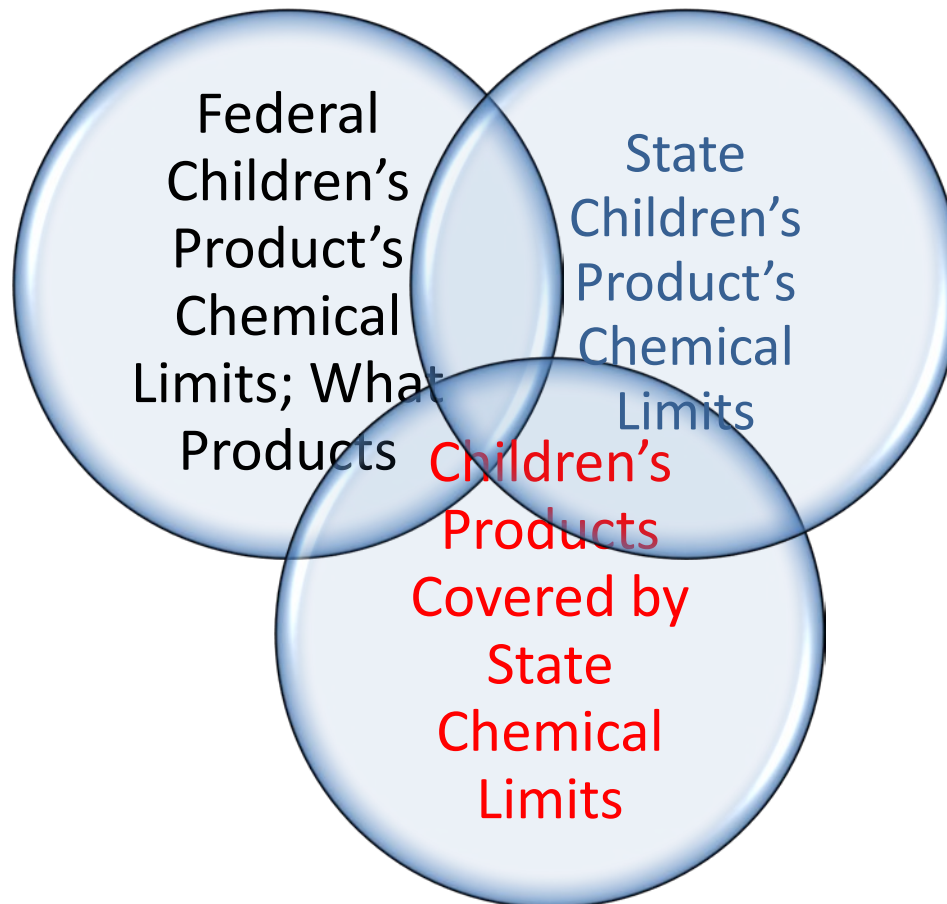 Federal
Children’s
Product’s
Chemical
Limits; What
Products
State
Children’s
Product’s
Chemical
Limits
Children’s
Products
Covered by
State
Chemical
Limits